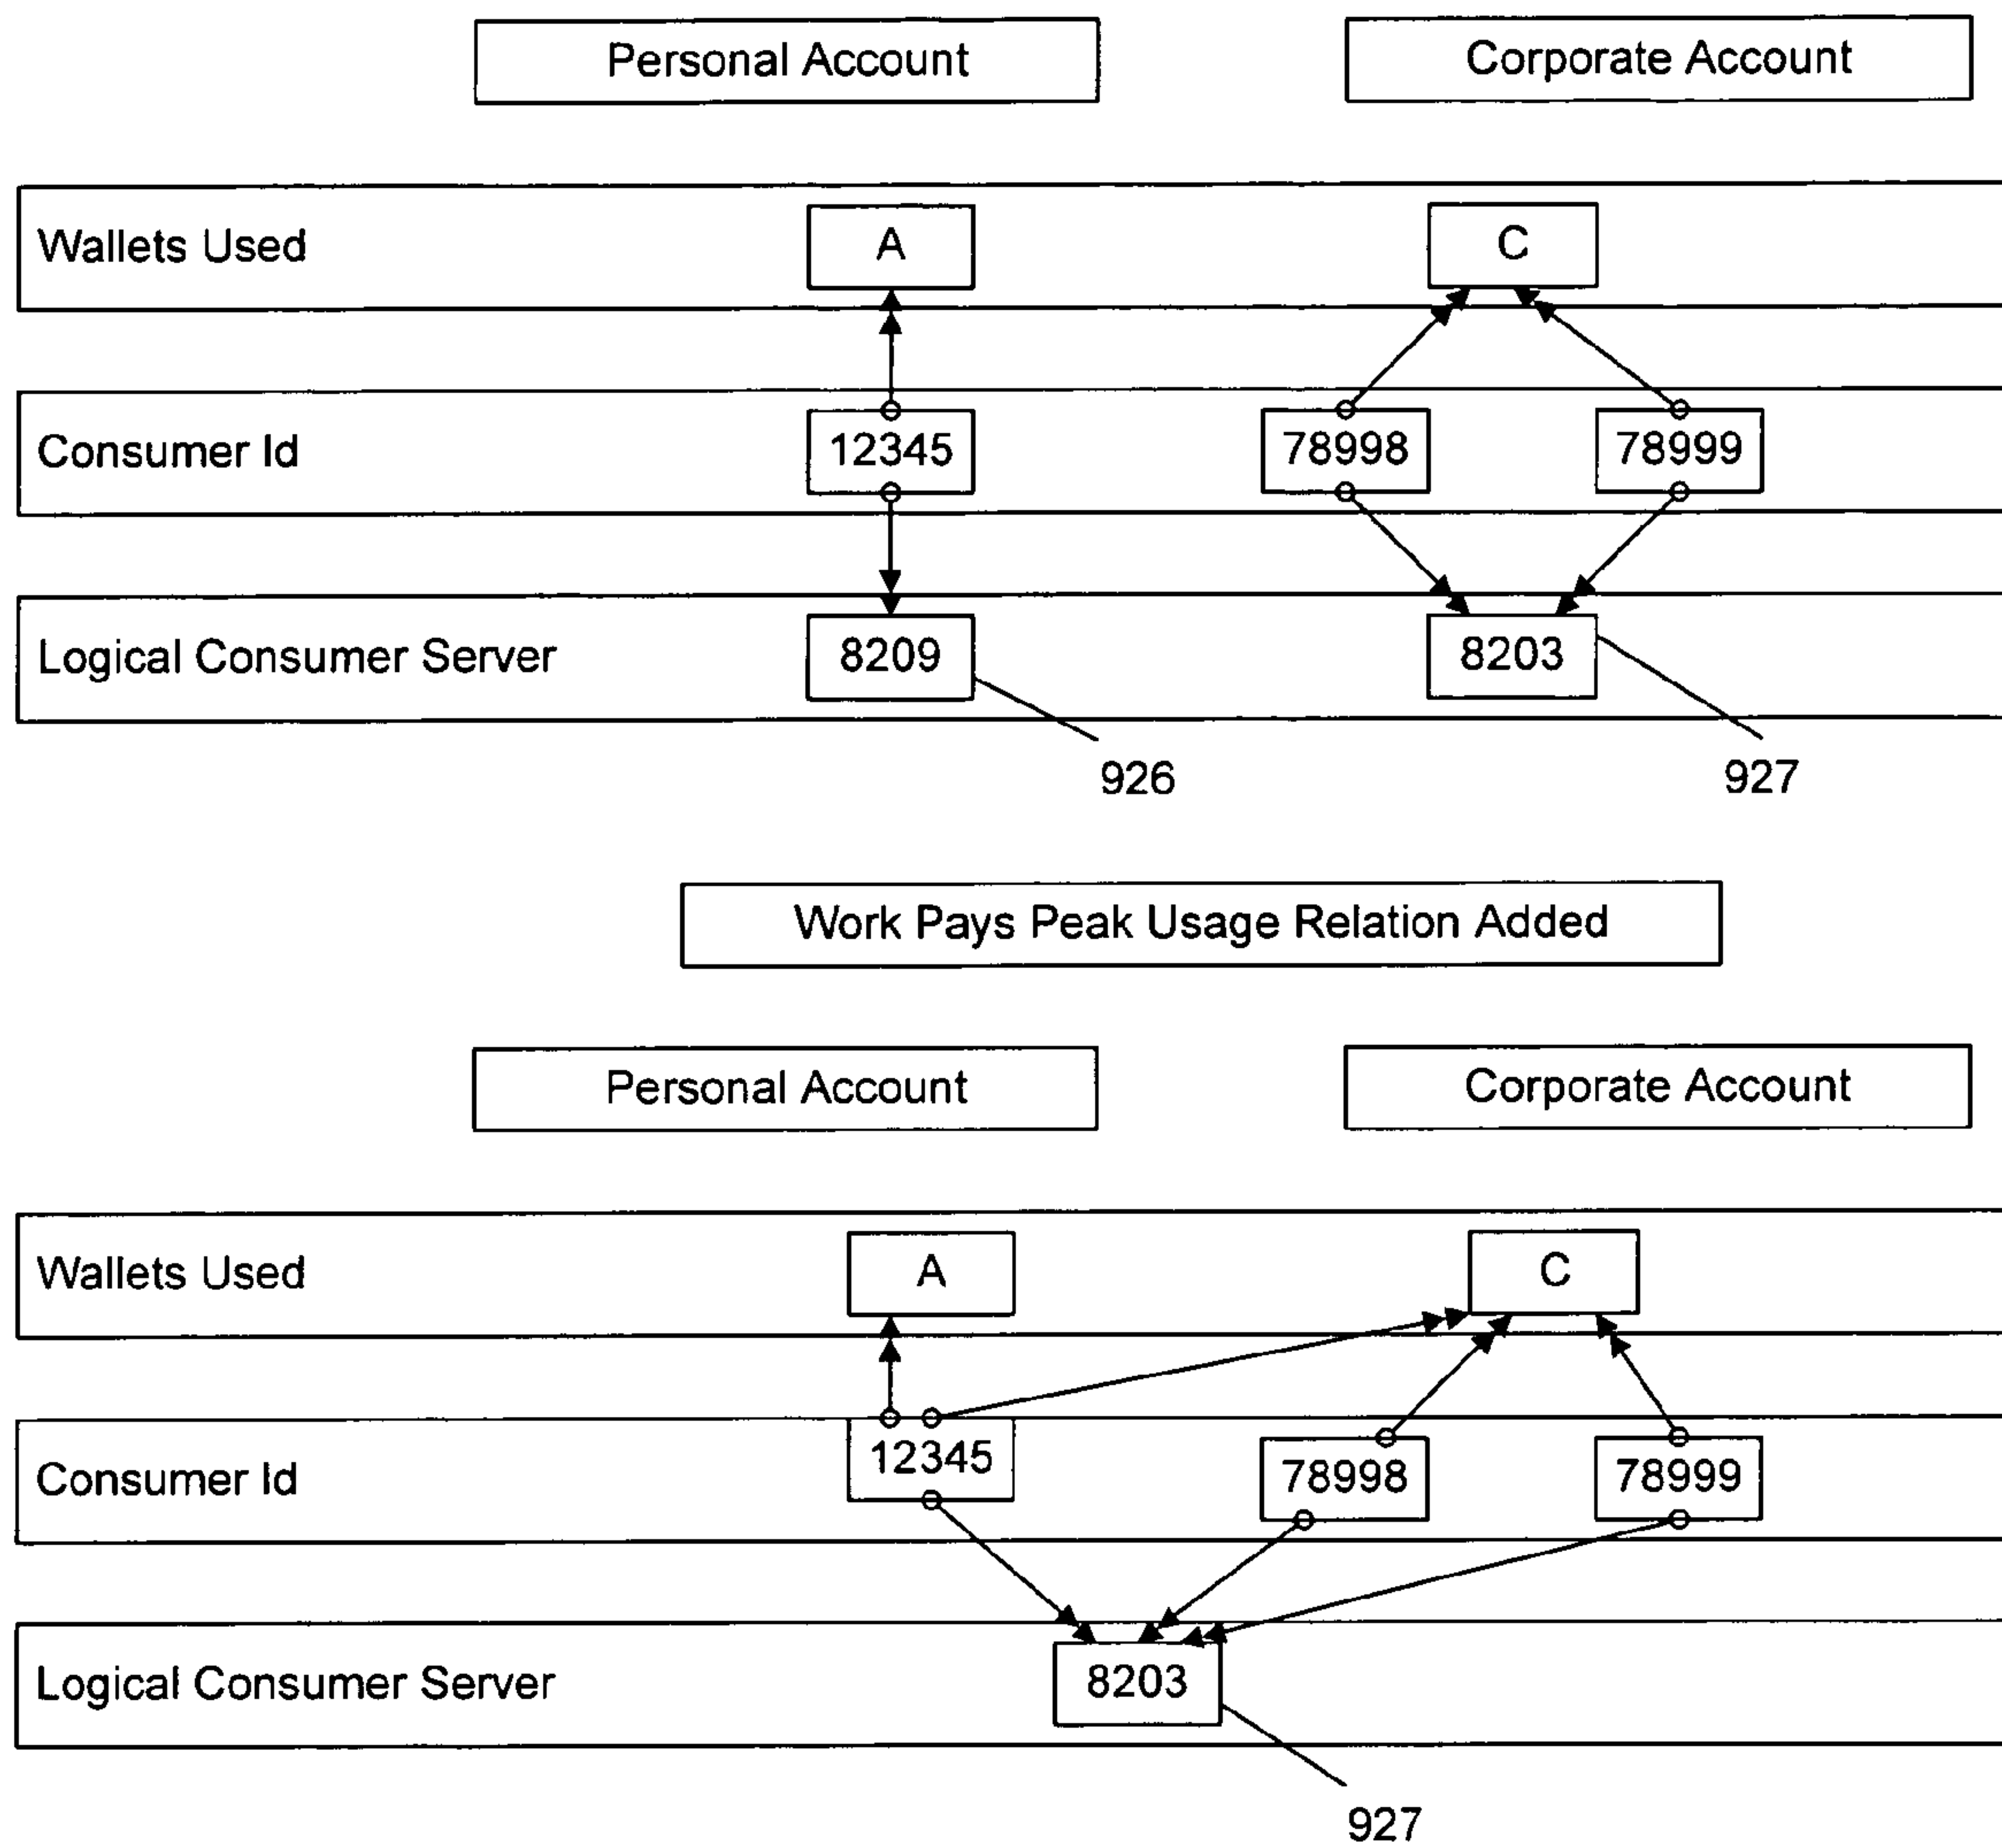 Personal Account
Corporate Account
Wallets Used
A
C
Consumer Id
12345
78998
78999
Logical Consumer Server
8209
8203
926
927
Work Pays Peak Usage Relation Added
Personal Account
Corporate Account
Wallets Used
A
C
Consumer Id
12345
78998
78999
Logical Consumer Server
8203
927